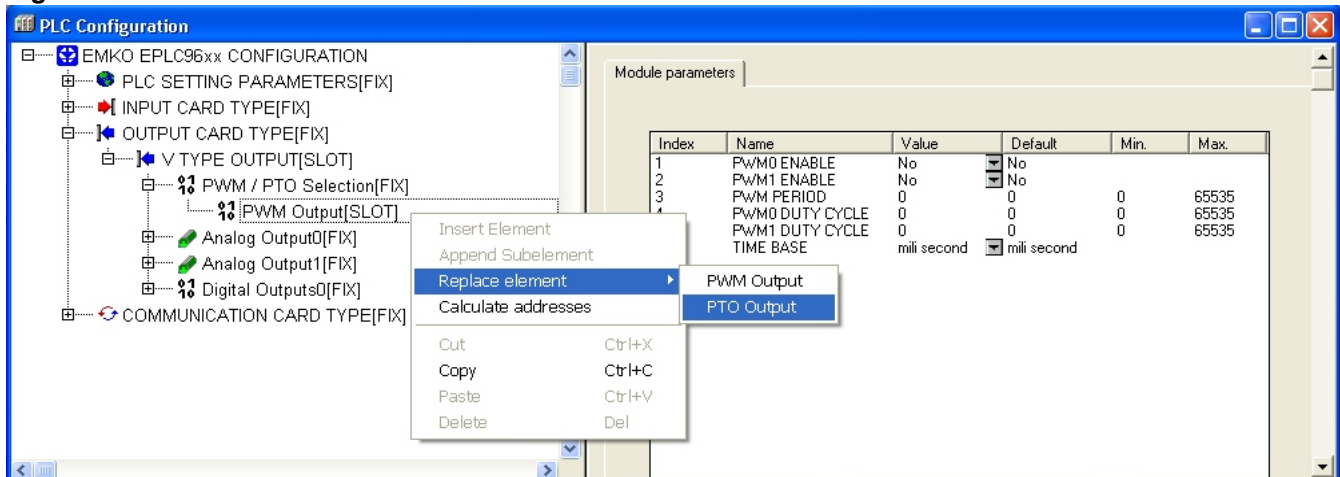 PLC Configuration
EMKO EPLC96xx CONFIGURATION
PLC SETTING PARAMETERS[FIX]
INPUT CARD TYPE[FIX]
OUTPUT CARD TYPE[FIX]
V TYPE OUTPUT[SLOT]
PWM / PTO Selection[FIX]
PWM Output[SLOT]
Analog Output0[FIX]
Analog Output1[FIX]
Digital Outputs0[FIX]
COMMUNICATION CARD TYPE[FIX]
Insert Element
Append Subelement
Replace element
Calculate addresses
Cut Ctrl+X
Copy Ctrl+C
Paste Ctrl+V
Delete Del
PWM Output
PTO Output
Module parameters
Index Name Value Default Min. Max.
1 PWM0 ENABLE No No
2 PWM1 ENABLE No No
3 PWM PERIOD 0 0 0 65535
PWM0 DUTY CYCLE 0 0 0 65535
PWM1 DUTY CYCLE 0 0 0 65535
TIME BASE mili second mili second